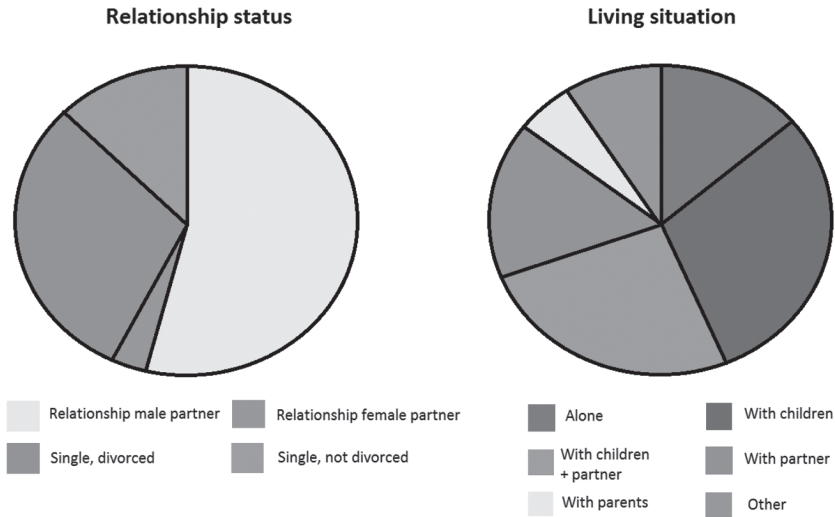 Relationship status
Living situation
Relationship male partner
Relationship female partner
Single, divorced
Single, not divorced
Alone
With children
With children
+ partner
With partner
With parents
Other